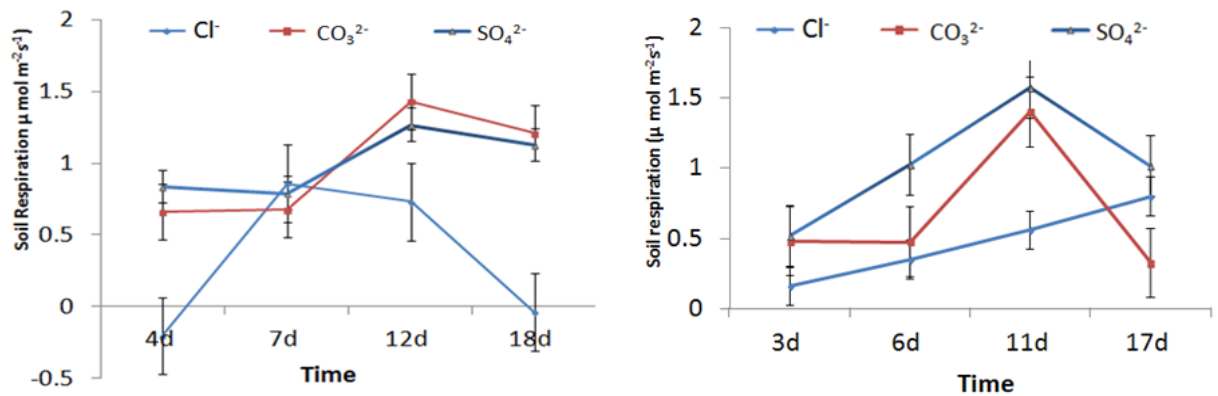 2
1.5
1
0.5
0
-0.5
Soil Respiration µ mol m⁻²s⁻¹
Cl⁻ CO₃²⁻ SO₄²⁻
4d 7d 12d 18d
Time
2
1.5
1
0.5
0
Soil respiration (µ mol m⁻²s⁻¹)
Cl⁻ CO₃²⁻ SO₄²⁻
3d 6d 11d 17d
Time